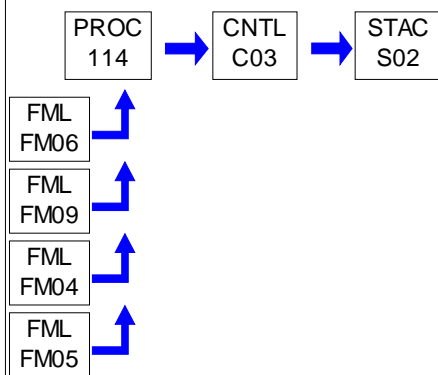 PROC
114
CNTL
C03
STAC
S02
FML
FM06
FML
FM09
FML
FM04
FML
FM05